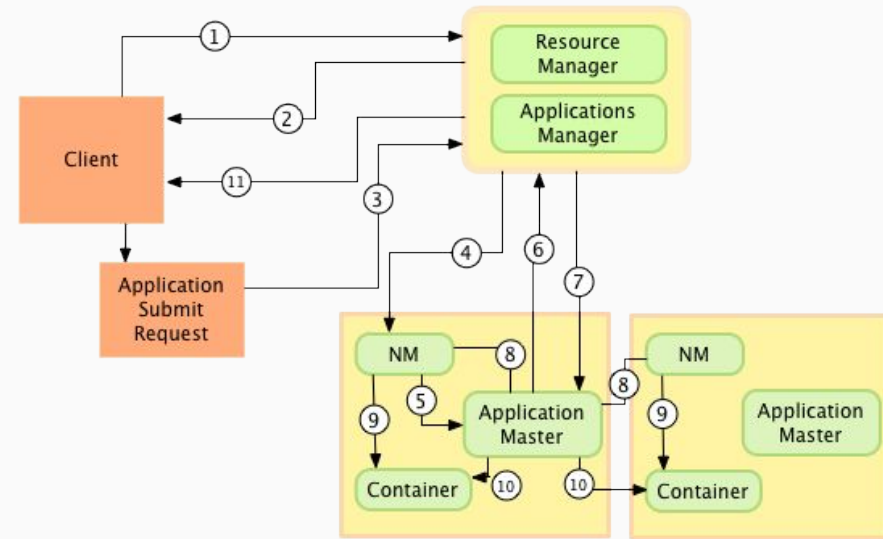 1
Resource
Manager
2
Applications
Manager
Client
11
3
4
6
7
Application
Submit
Request
NM
8
NM
8
5
9
9
Application
Master
Application
Master
Container
10
10
Container